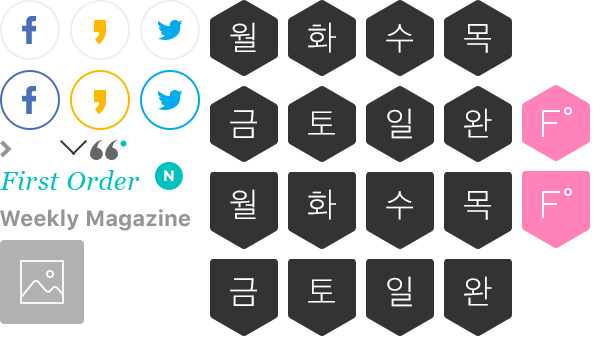 월 화 수 목
금 토 일 완 F°
First Order N
Weekly Magazine
월 화 수 목 F°
금 토 일 완